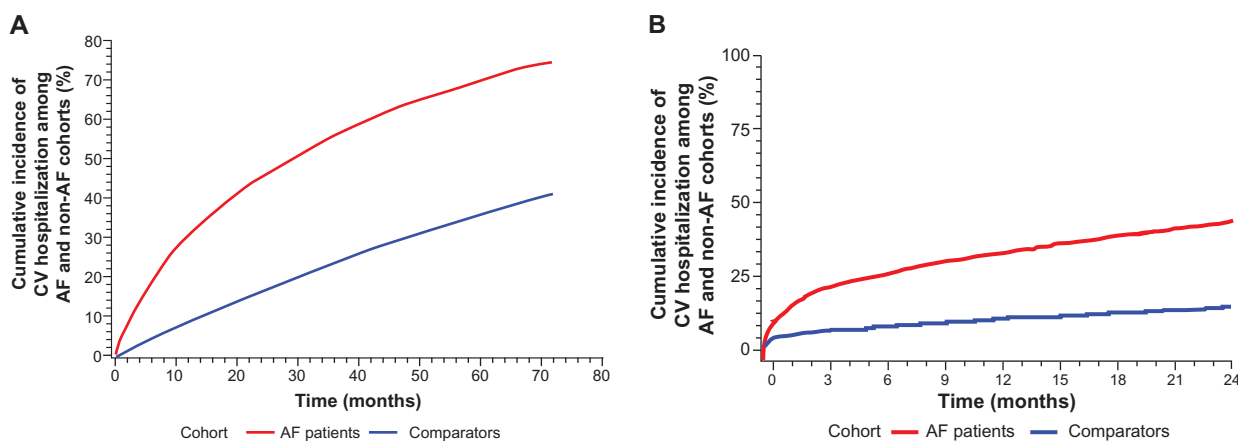 A
Cumulative incidence of
CV hospitalization among
AF and non-AF cohorts (%)
80
70
60
50
40
30
20
10
0
0 10 20 30 40 50 60 70 80
Time (months)
Cohort AF patients Comparators
B
Cumulative incidence of
CV hospitalization among
AF and non-AF cohorts (%)
100
75
50
25
0
0 3 6 9 12 15 18 21 24
Time (months)
Cohort AF patients Comparators